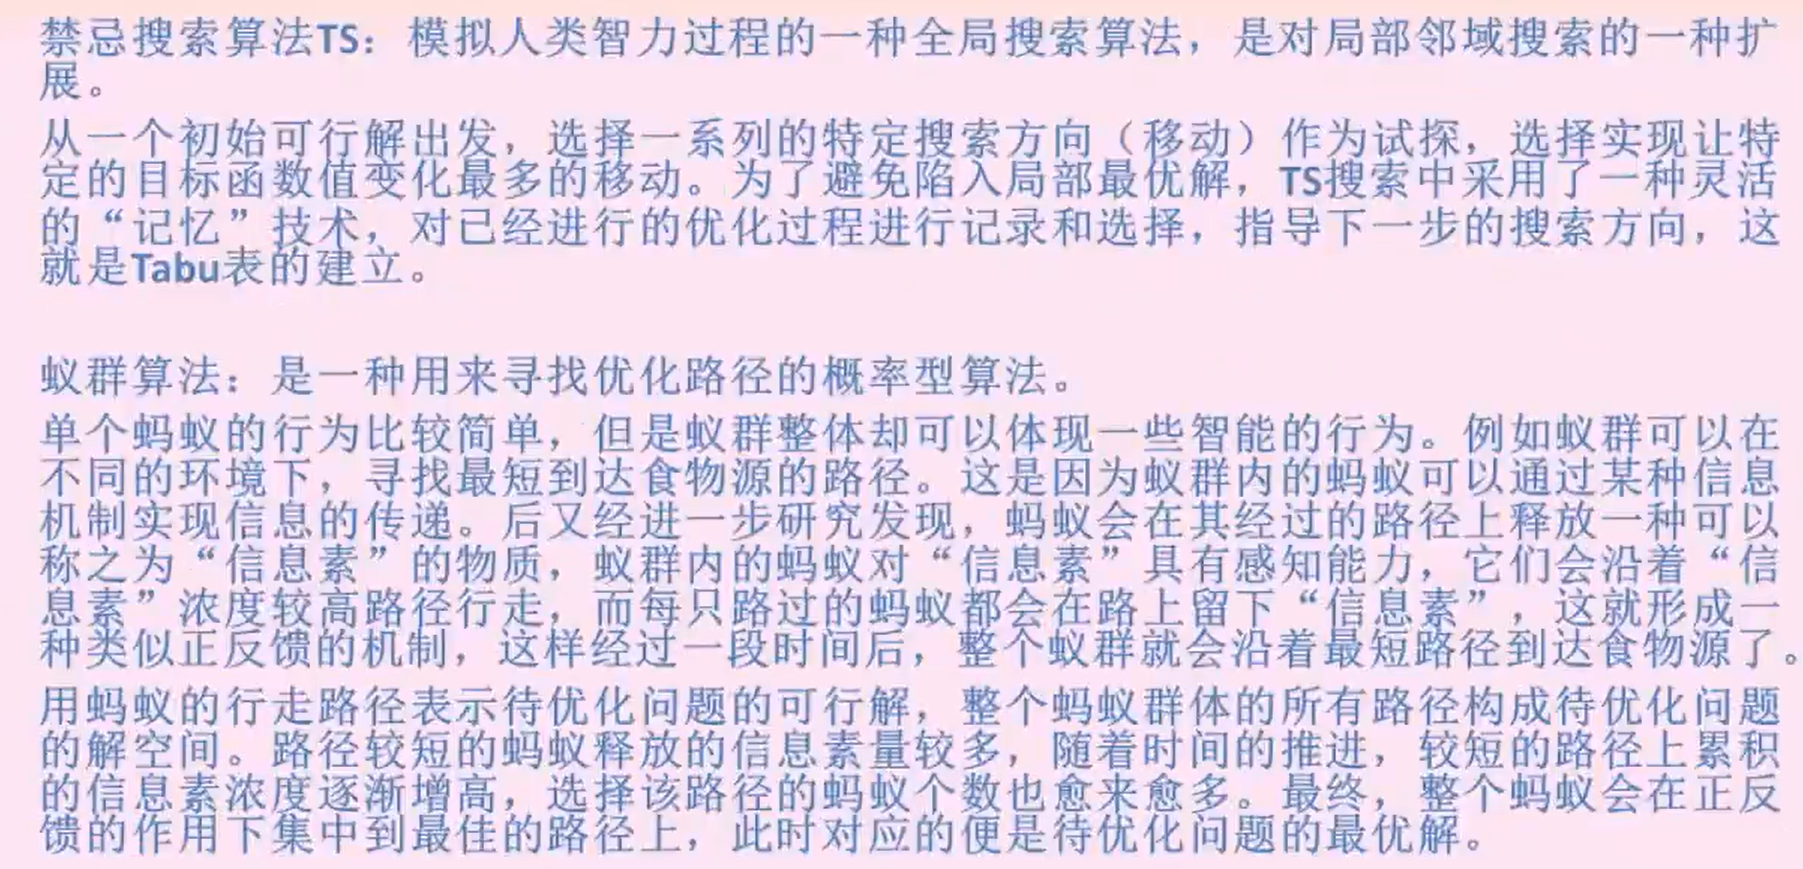 禁忌搜索算法TS：模拟人类智力过程的一种全局搜索算法，是对局部邻域搜索的一种扩
展。
从一个初始可行解出发，选择一系列的特定搜索方向（移动）作为试探，选择实现让特
定的目标函数值变化最多的移动。为了避免陷入局部最优解，TS搜索中采用了一种灵活
的“记忆”技术，对已经进行的优化过程进行记录和选择，指导下一步的搜索方向，这
就是Tabu表的建立。
蚁群算法：是一种用来寻找优化路径的概率型算法。
单个蚂蚁的行为比较简单，但是蚁群整体却可以体现一些智能的行为。例如蚁群可以在
不同的环境下，寻找最短到达食物源的路径。这是因为蚁群内的蚂蚁可以通过某种信息
机制实现信息的传递。后又经进一步研究发现，蚂蚁会在其经过的路径上释放一种可以
称之为“信息素”的物质，蚁群内的蚂蚁对“信息素”具有感知能力，它们会沿着“信
息素”浓度较高路径行走，而每只路过的蚂蚁都会在路上留下“信息素”，这就形成一
种类似正反馈的机制，这样经过一段时间后，整个蚁群就会沿着最短路径到达食物源了。
用蚂蚁的行走路径表示待优化问题的可行解，整个蚂蚁群体的所有路径构成待优化问题
的解空间。路径较短的蚂蚁释放的信息素量较多，随着时间的推进，较短的路径上累积
的信息素浓度逐渐增高，选择该路径的蚂蚁个数也愈来愈多。最终，整个蚂蚁会在正反
馈的作用下集中到最佳的路径上，此时对应的便是待优化问题的最优解。